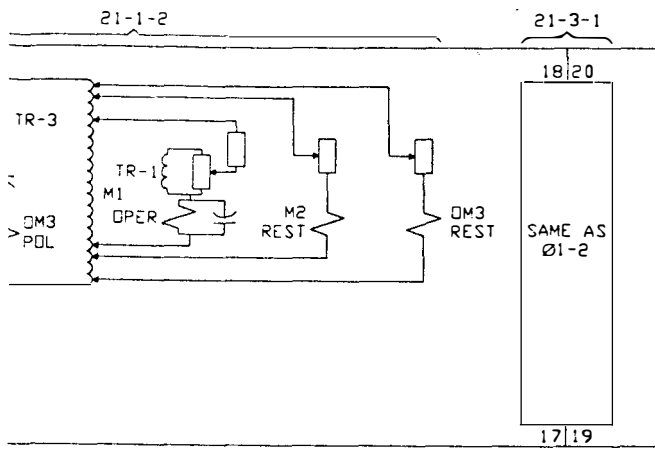 21-1-2
21-3-1
18 20
TR-3
TR-1
M1
OPER
OM3
POL
M2
REST
OM3
REST
SAME AS
Ø1-2
17 19